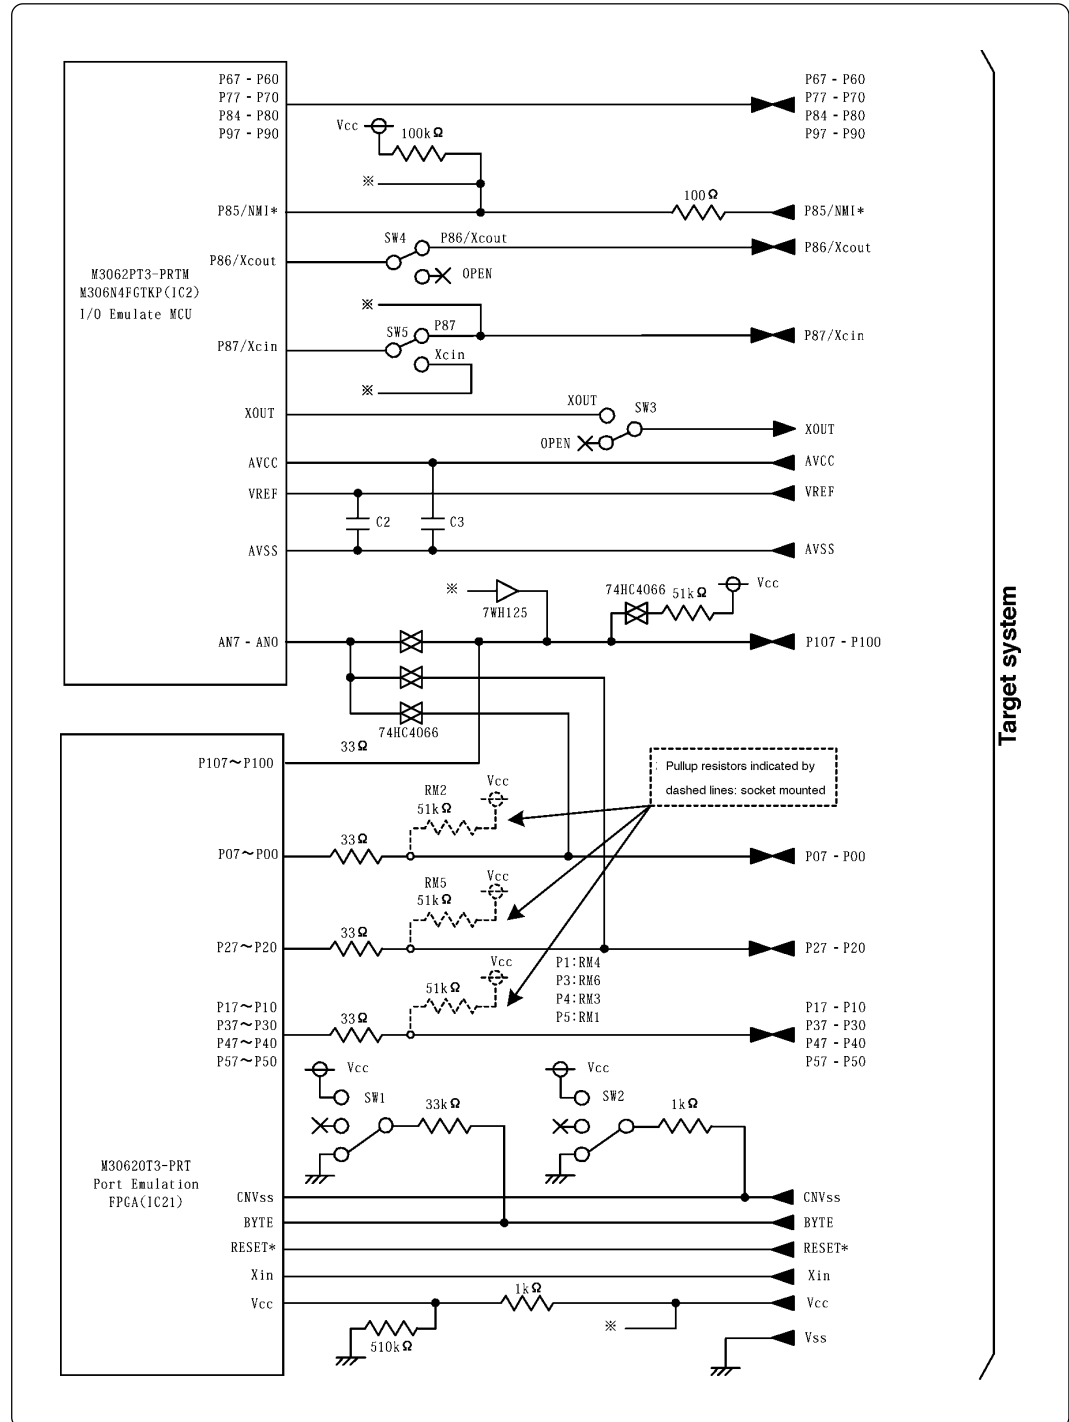 P67 - P60 P67 - P60
P77 - P70 P77 - P70
P84 - P80 P84 - P80
P97 - P90 P97 - P90
Vcc
100kΩ
※
100Ω
P85/NMI* P85/NMI*
SW4 P86/Xcout P86/Xcout
P86/Xcout
OPEN
M3062PT3-PRTM
M306N4FGTKP(IC2)
I/O Emulate MCU
※
SW5 P87 P87/Xcin
P87/Xcin
Xcin
※
XOUT SW3
XOUT
OPEN XOUT
AVCC AVCC
VREF VREF
C2 C3
AVSS AVSS
※ 7WH125
74HC4066 51kΩ Vcc
AN7 - AN0 P107 - P100
74HC4066
Target system
33Ω
P107~P100
Pullup resistors indicated by
dashed lines: socket mounted
RM2 Vcc
51kΩ
33Ω
P07~P00 P07 - P00
RM5 Vcc
51kΩ
33Ω
P27~P20 P27 - P20
Vcc
51kΩ
P1:RM4
P3:RM6
P4:RM3
P5:RM1
33Ω
P17~P10 P17 - P10
P37~P30 P37 - P30
P47~P40 P47 - P40
P57~P50 P57 - P50
Vcc SW1 33kΩ
Vcc SW2 1kΩ
M30620T3-PRT
Port Emulation
FPGA(IC21)
CNVss CNVss
BYTE BYTE
RESET* RESET*
Xin Xin
1kΩ
Vcc Vcc
※
510kΩ
Vss